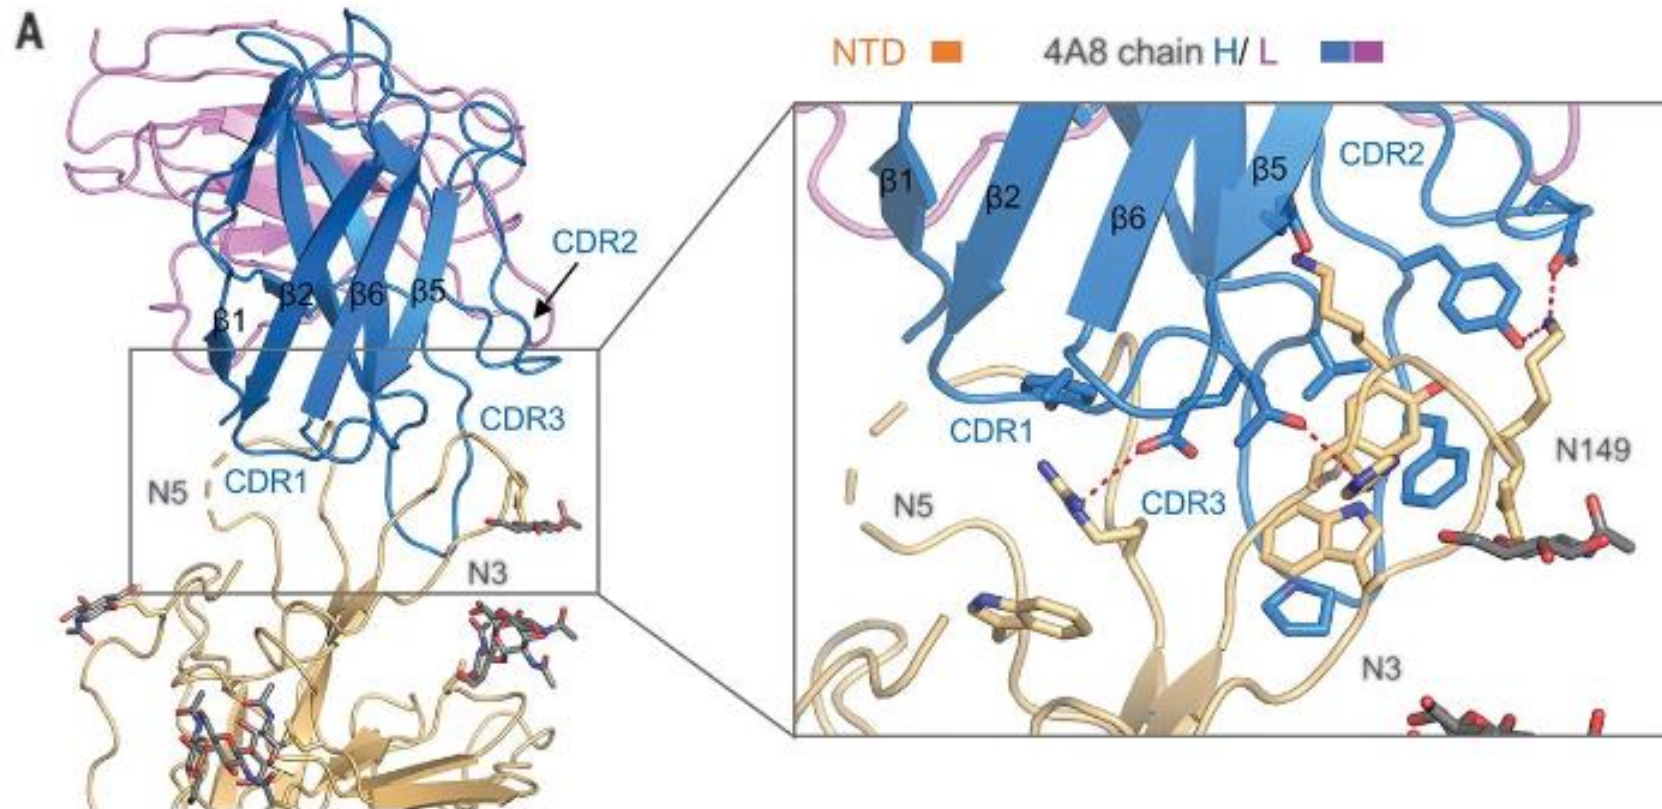 A
NTD
4A8 chain H/ L
β1
β2
β6
β5
CDR2
CDR3
CDR1
N5
N3
β1
β2
β6
β5
CDR2
CDR1
CDR3
N149
N5
N3